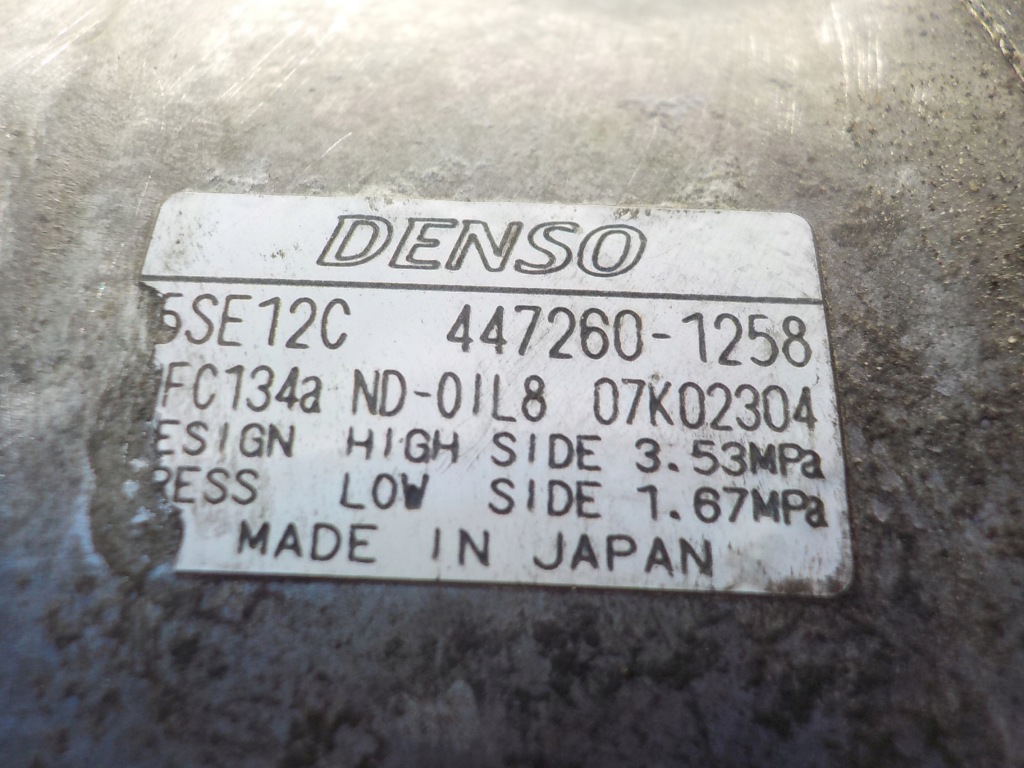 DENSO
5SE12C 447260-1258
FC134a ND-OIL8 07K02304
ESIGN HIGH SIDE 3.53MPa
RESS LOW SIDE 1.67MPa
MADE IN JAPAN